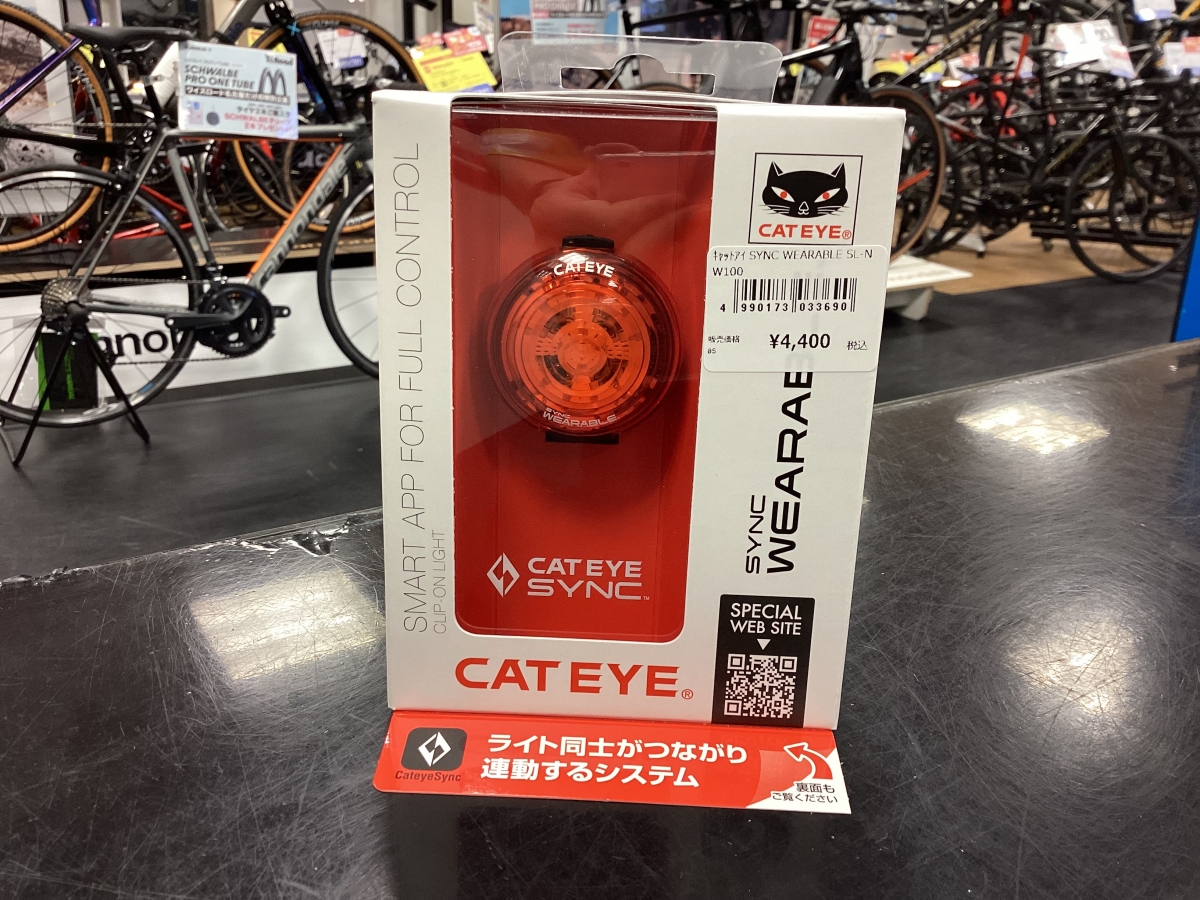 SCHWALBE
PRO ONE TUBE
SMART APP FOR FULL CONTROL
CLIP-ON LIGHT
CATEYE
SYNC
WEARABLE
CATEYE
SYNC™
CATEYE®
CATEYE®
キャットアイ SYNC WEARABLE SL-N
W100
4 990173 033690
販売価格 ¥4,400 税込
05
SYNC
WEARAB
SPECIAL
WEB SITE
CateyeSync
ライト同士がつながり
連動するシステム
裏面も
ご覧ください